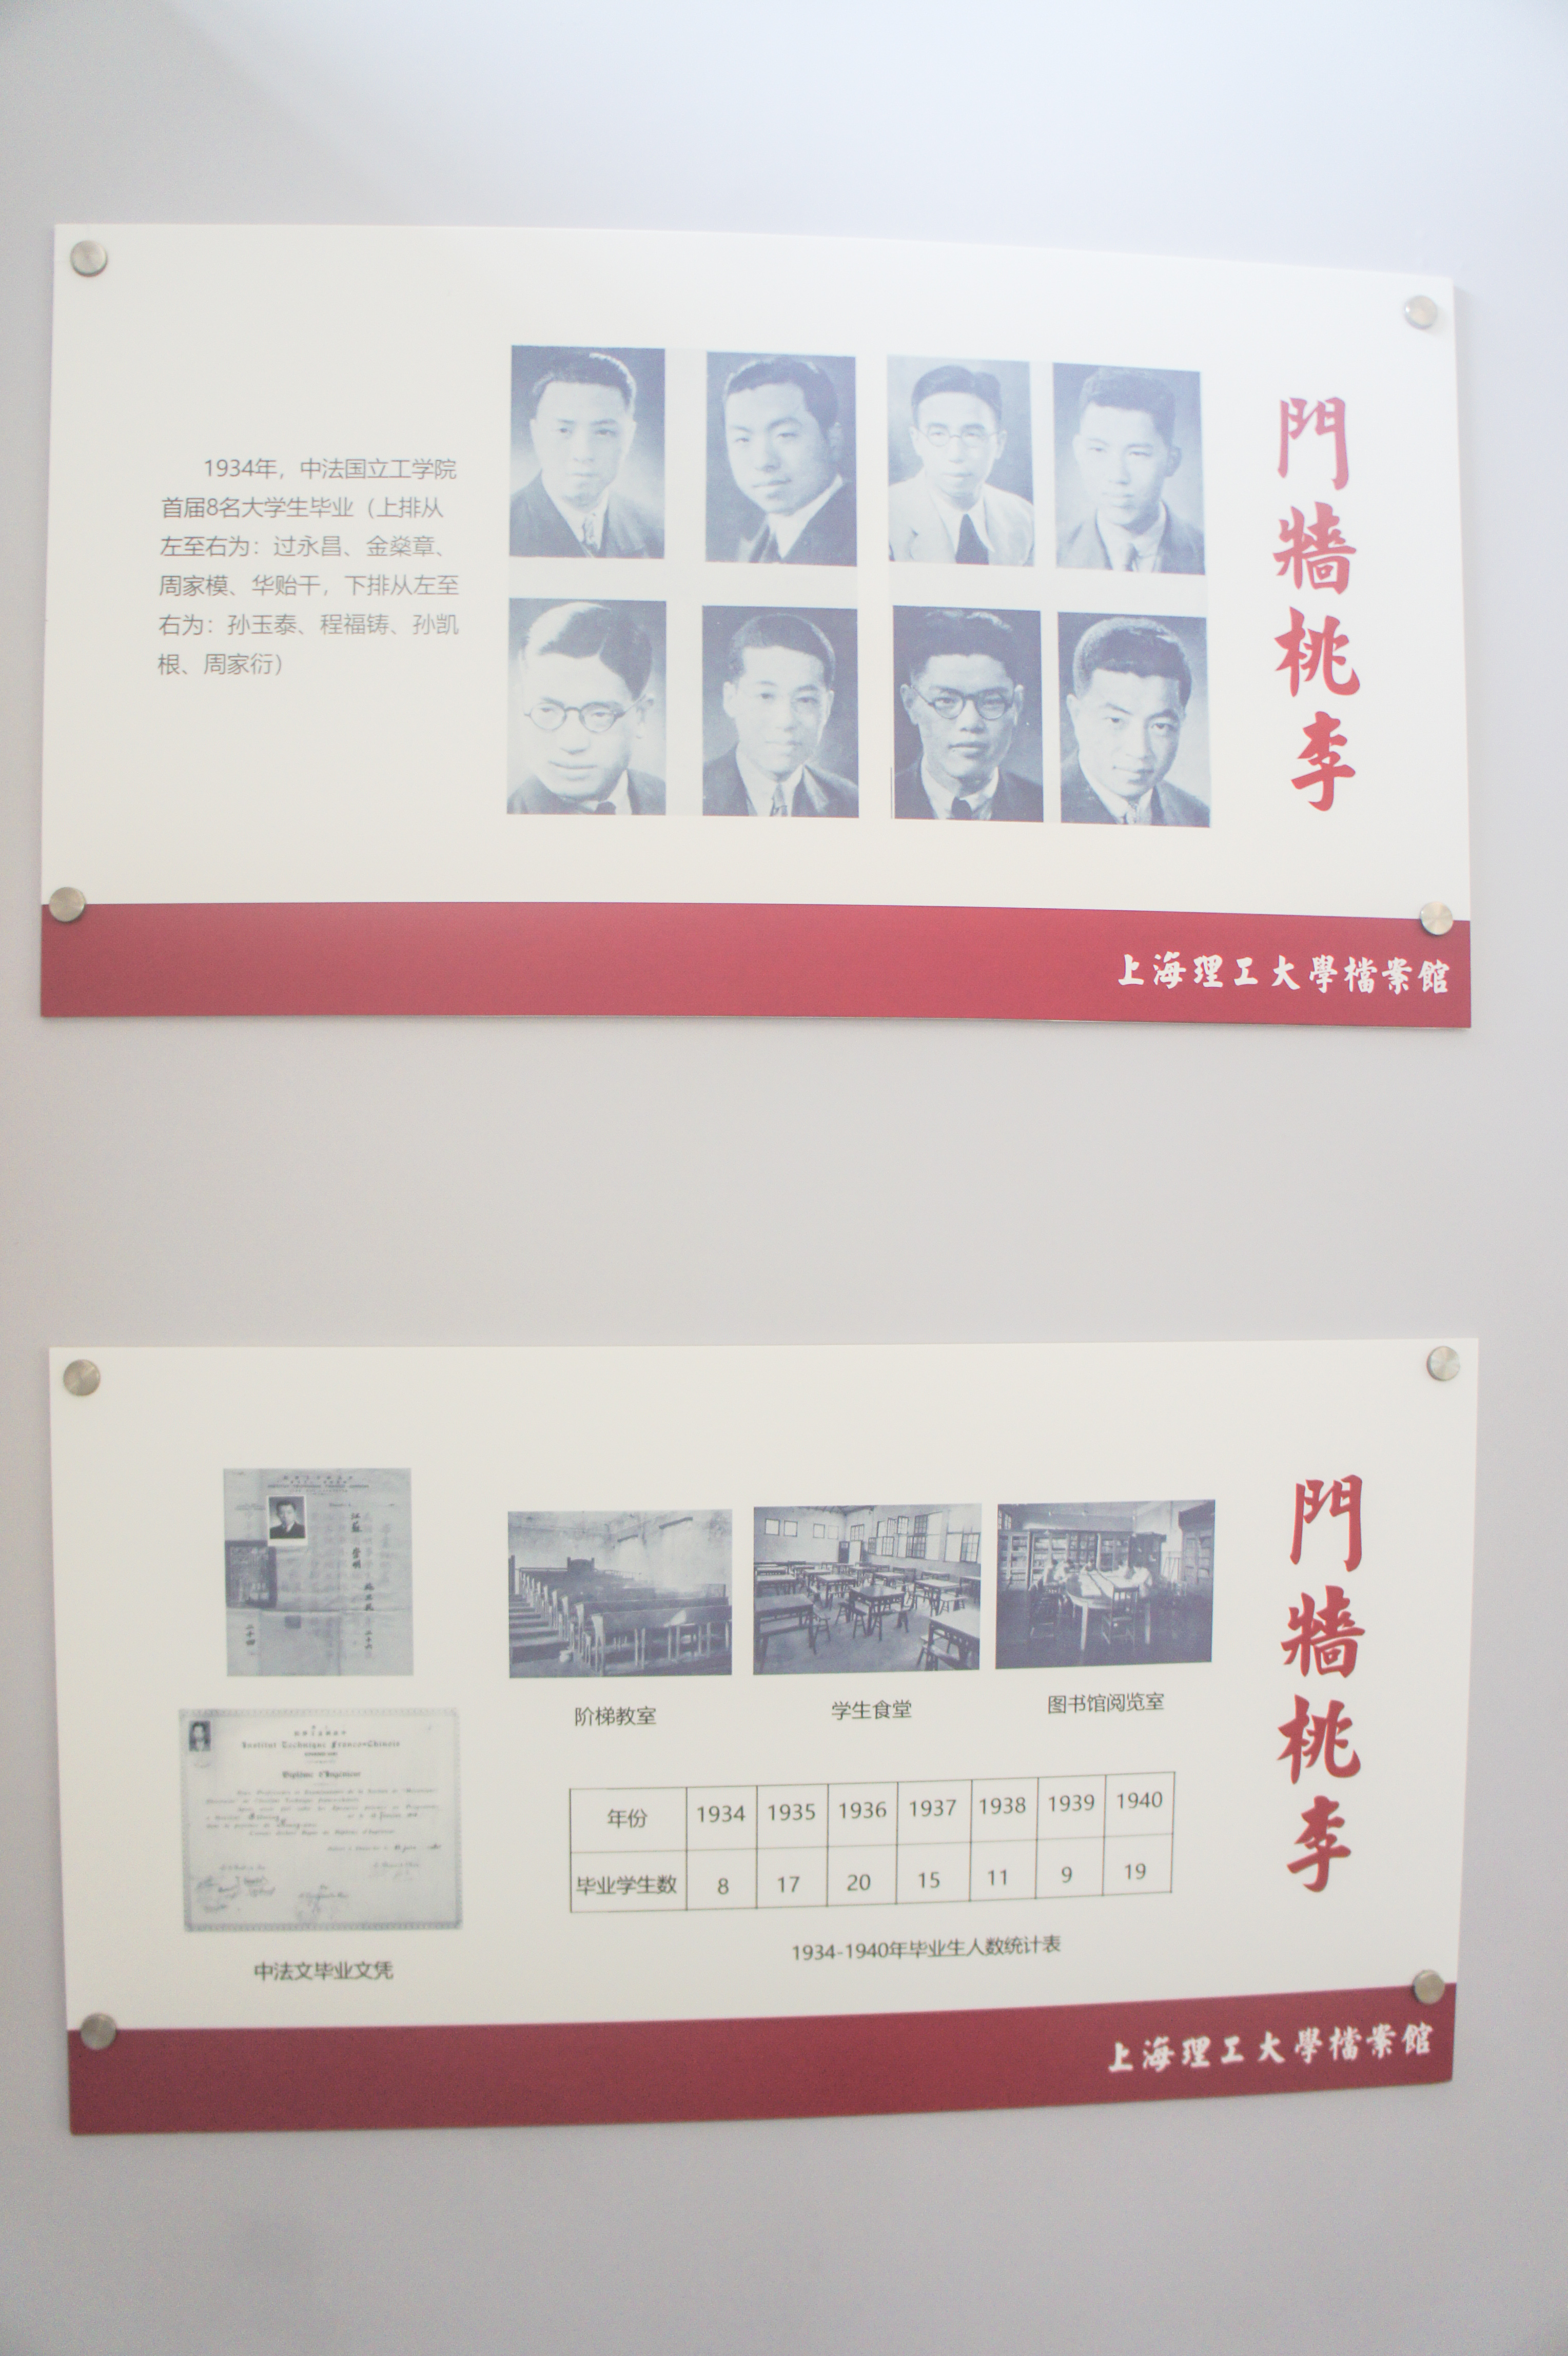 1934年，中法国立工学院
首届8名大学生毕业（上排从
左至右为：过永昌、金燊章、
周家模、华贻干，下排从左至
右为：孙玉泰、程福铸、孙凯
根、周家衍）
門牆桃李
上海理工大學檔案館
Institut Technique Franco-Chinois
Diplôme d'Ingénieur
中法文毕业文凭
阶梯教室
学生食堂
图书馆阅览室
年份 1934 1935 1936 1937 1938 1939 1940
毕业学生数 8 17 20 15 11 9 19
1934-1940年毕业生人数统计表
門牆桃李
上海理工大學檔案館